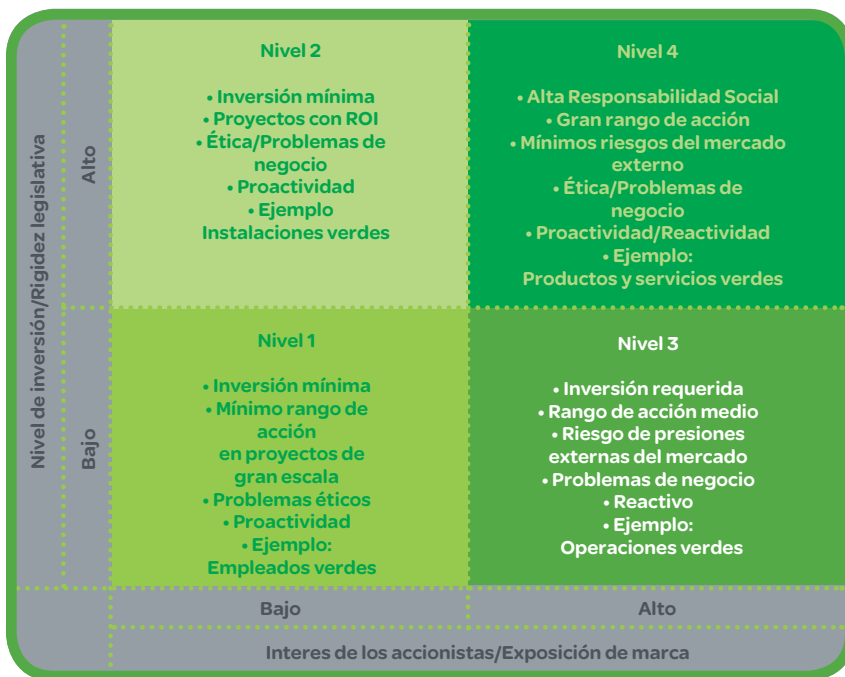 Nivel de inversión/Rigidez legislativa
Alto
Nivel 2
• Inversión mínima
• Proyectos con ROI
• Ética/Problemas de
negocio
• Proactividad
• Ejemplo
Instalaciones verdes
Nivel 4
• Alta Responsabilidad Social
• Gran rango de acción
• Mínimos riesgos del mercado
externo
• Ética/Problemas de
negocio
• Proactividad/Reactividad
• Ejemplo:
Productos y servicios verdes
Bajo
Nivel 1
• Inversión mínima
• Mínimo rango de
acción
en proyectos de
gran escala
• Problemas éticos
• Proactividad
• Ejemplo:
Empleados verdes
Nivel 3
• Inversión requerida
• Rango de acción medio
• Riesgo de presiones
externas del mercado
• Problemas de negocio
• Reactivo
• Ejemplo:
Operaciones verdes
Bajo
Alto
Interes de los accionistas/Exposición de marca